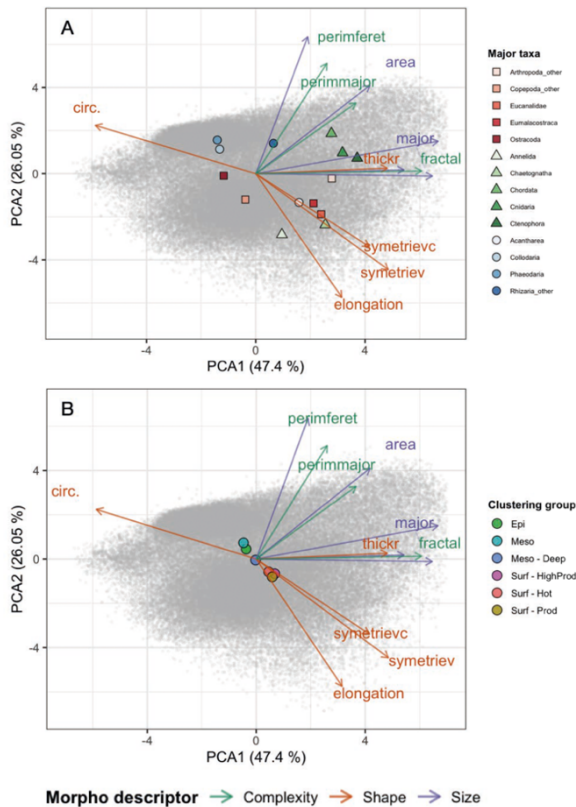 A
perimferet
area
perimmajor
circ.
major
thickr
fractal
symetrievc
symetriev
elongation
PCA2 (26.05 %)
4
0
-4
-4
0
4
PCA1 (47.4 %)
Major taxa
Arthropoda_other
Copepoda_other
Eucanalidae
Eumalacostraca
Ostracoda
Annelida
Chaetognatha
Chordata
Cnidaria
Ctenophora
Acantharea
Collodaria
Phaeodaria
Rhizaria_other
B
perimferet
area
perimmajor
circ.
major
thickr
fractal
symetrievc
symetriev
elongation
PCA2 (26.05 %)
4
0
-4
-4
0
4
PCA1 (47.4 %)
Clustering group
Epi
Meso
Meso - Deep
Surf - HighProd
Surf - Hot
Surf - Prod
Morpho descriptor Complexity Shape Size